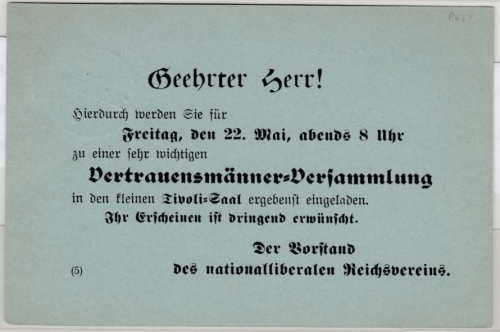 Geehrter Herr!
Hierdurch werden Sie für
Freitag, den 22. Mai, abends 8 Uhr
zu einer sehr wichtigen
Vertrauensmänner-Versammlung
in den kleinen Tivoli-Saal ergebenst eingeladen.
Ihr Erscheinen ist dringend erwünscht.
Der Vorstand
(5) des nationalliberalen Reichsvereins.